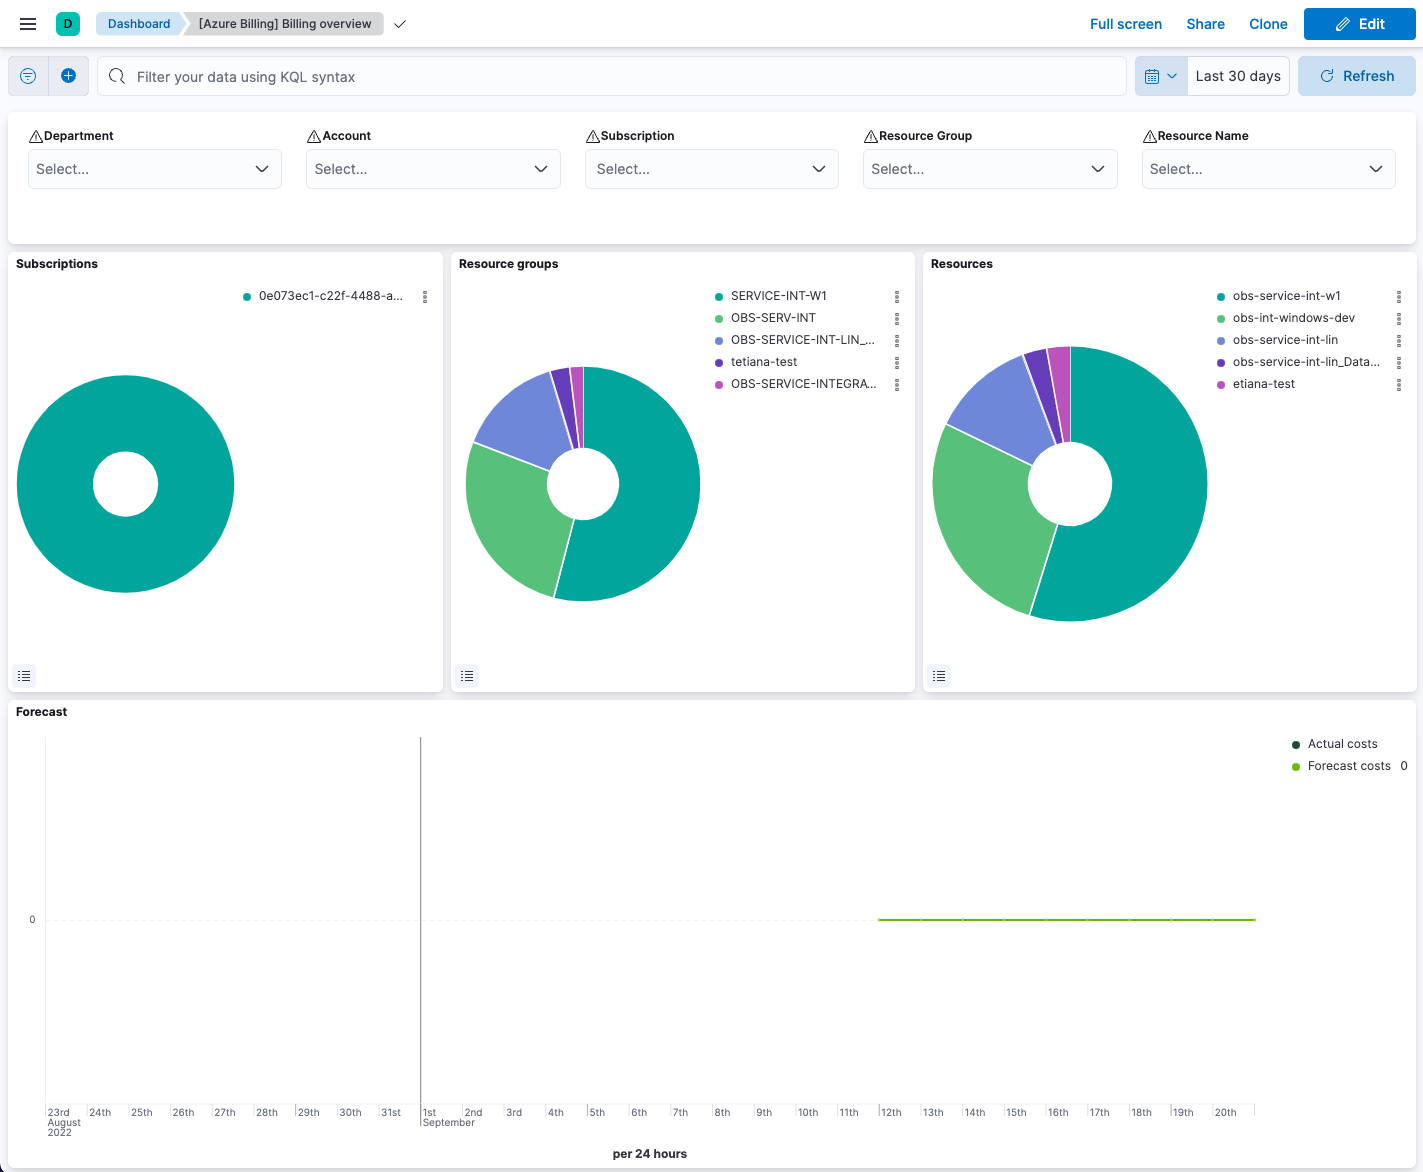 D
Dashboard
[Azure Billing] Billing overview
Full screen
Share
Clone
Edit
Filter your data using KQL syntax
Last 30 days
Refresh
Department
Account
Subscription
Resource Group
Resource Name
Select...
Select...
Select...
Select...
Select...
Subscriptions
0e073ec1-c22f-4488-a...
Resource groups
SERVICE-INT-W1
OBS-SERV-INT
OBS-SERVICE-INT-LIN_...
tetiana-test
OBS-SERVICE-INTEGRA...
Resources
obs-service-int-w1
obs-int-windows-dev
obs-service-int-lin
obs-service-int-lin_Data...
etiana-test
Forecast
Actual costs
Forecast costs 0
0
23rd 24th 25th 26th 27th 28th 29th 30th 31st 1st 2nd 3rd 4th 5th 6th 7th 8th 9th 10th 11th 12th 13th 14th 15th 16th 17th 18th 19th 20th
August September
2022
per 24 hours